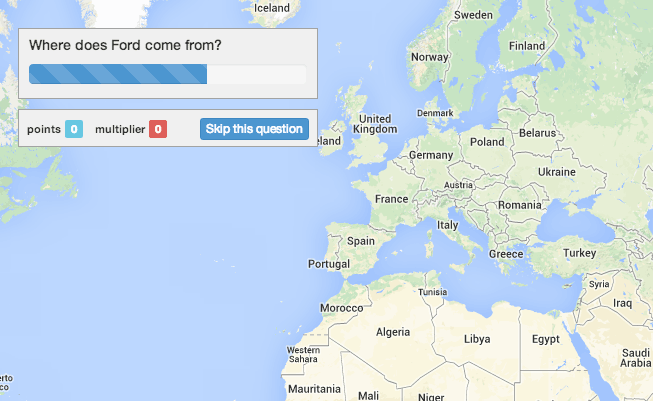 Iceland
Sweden
Where does Ford come from?
Finland
Norway
Denmark
points 0 multiplier 0 Skip this question
United
Kingdom
eland
Belarus
Poland
Germany
Ukraine
Austria
France
Romania
Italy
Spain
Greece
Turkey
Portugal
Syria
Tunisia
Iraq
Morocco
Algeria
Libya
Egypt
Western
Sahara
Saudi
Arabia
erto
co
Mauritania
Mali
Niger